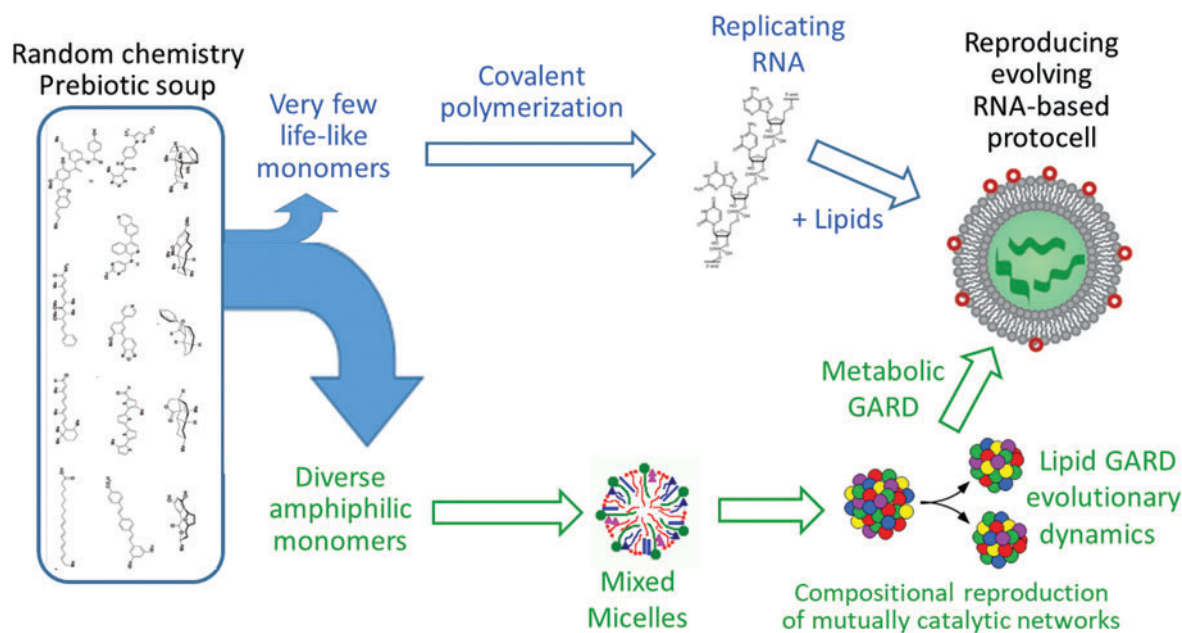 Random chemistry
Prebiotic soup
Very few
life-like
monomers
Covalent
polymerization
Replicating
RNA
+ Lipids
Reproducing
evolving
RNA-based
protocell
Diverse
amphiphilic
monomers
Mixed
Micelles
Metabolic
GARD
Lipid GARD
evolutionary
dynamics
Compositional reproduction
of mutually catalytic networks